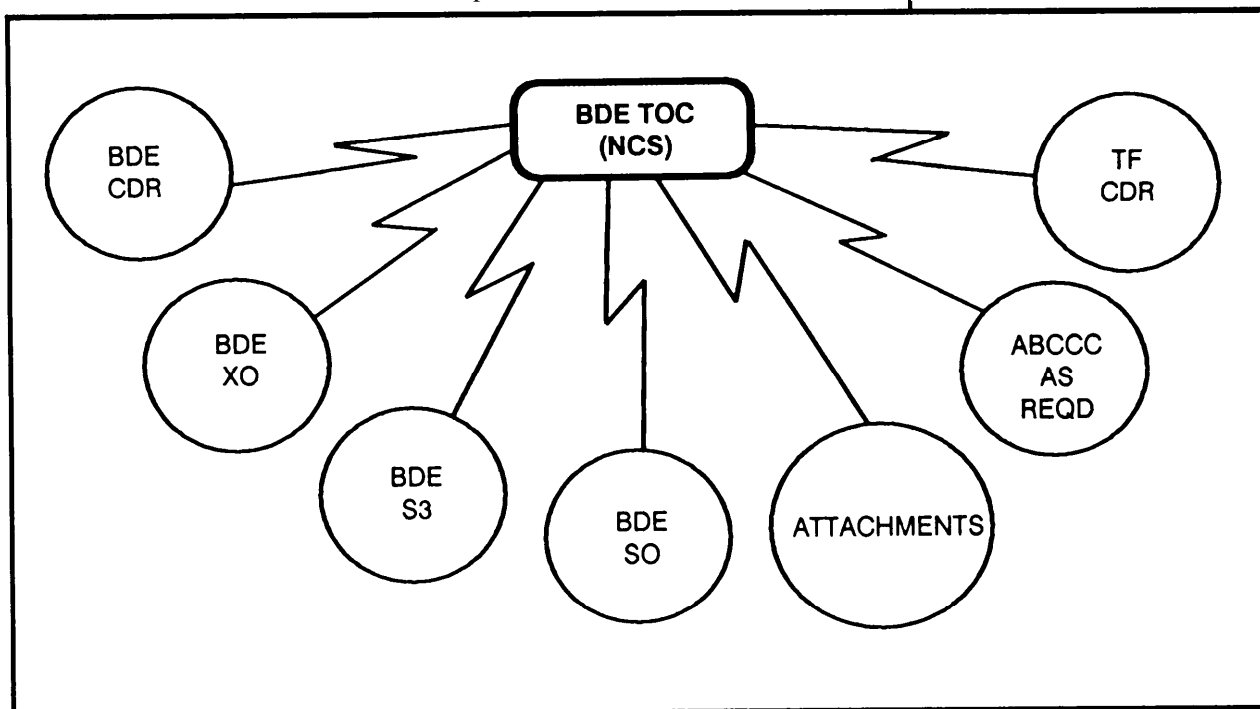 BDE TOC
(NCS)
BDE
CDR
TF
CDR
BDE
XO
ABCCC
AS
REQD
BDE
S3
BDE
SO
ATTACHMENTS